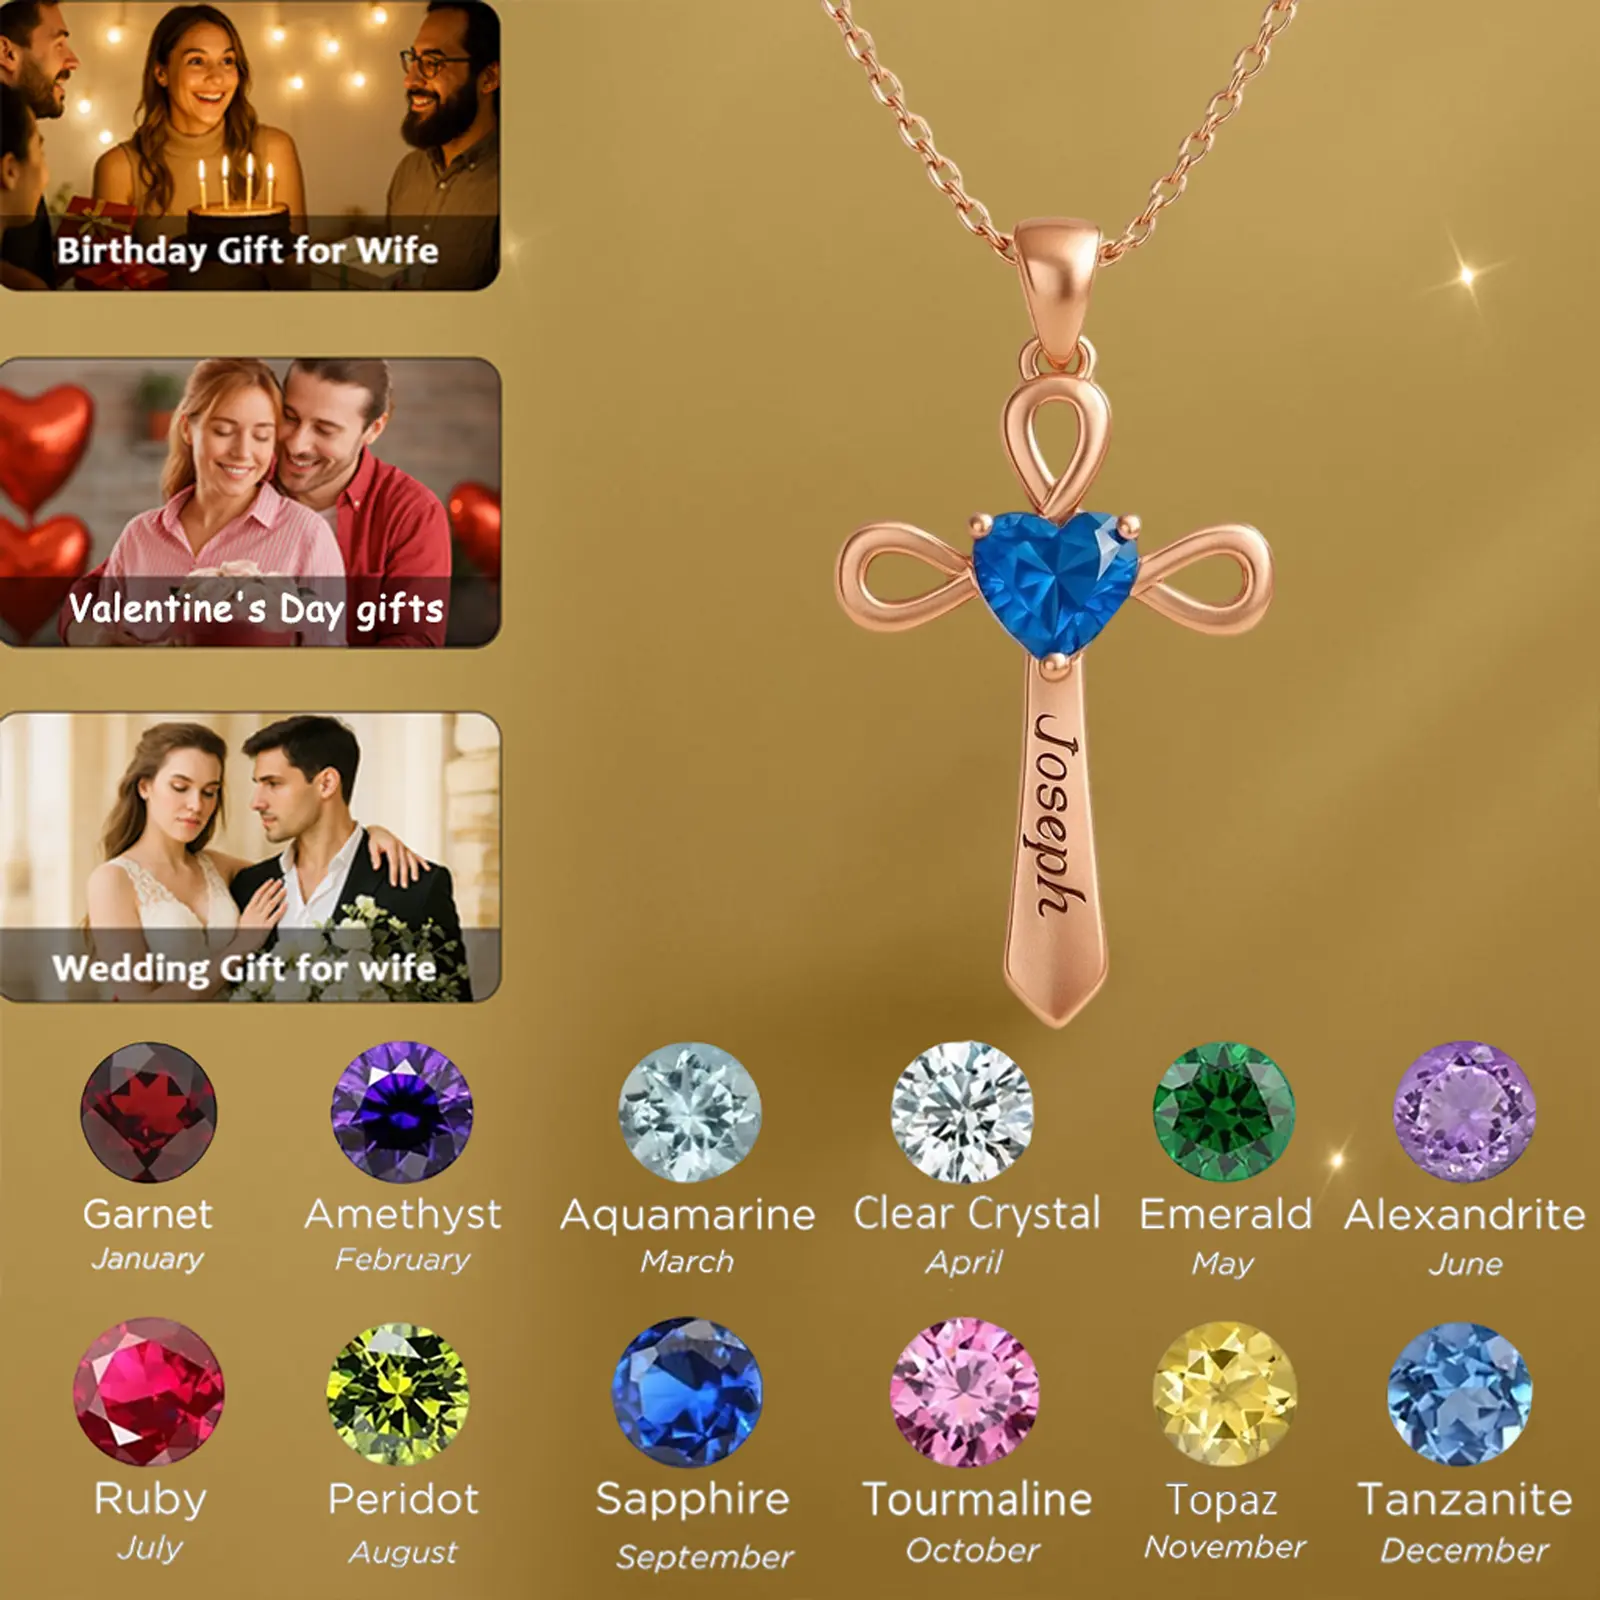 Birthday Gift for Wife
Valentine's Day gifts
Wedding Gift for wife
Joseph
Garnet
January
Amethyst
February
Aquamarine
March
Clear Crystal
April
Emerald
May
Alexandrite
June
Ruby
July
Peridot
August
Sapphire
September
Tourmaline
October
Topaz
November
Tanzanite
December